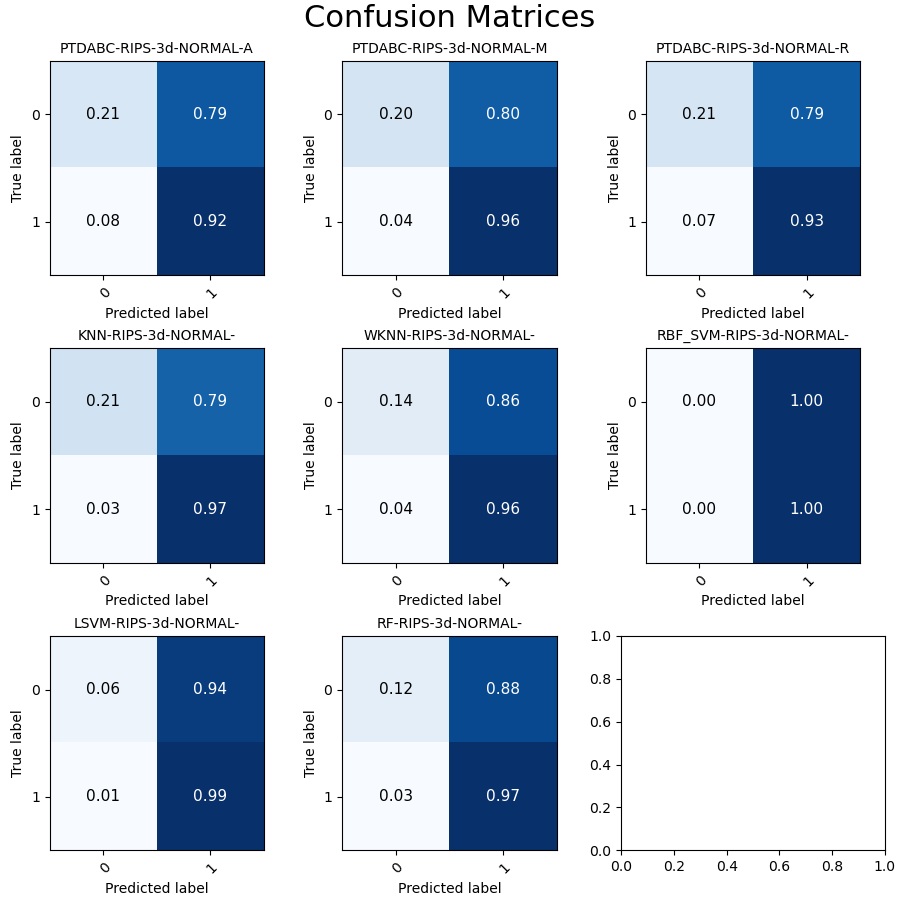 Confusion Matrices
PTDABC-RIPS-3d-NORMAL-A
0 0.21 0.79
True label
1 0.08 0.92
0 1
Predicted label
PTDABC-RIPS-3d-NORMAL-M
0 0.20 0.80
True label
1 0.04 0.96
0 1
Predicted label
PTDABC-RIPS-3d-NORMAL-R
0 0.21 0.79
True label
1 0.07 0.93
0 1
Predicted label
KNN-RIPS-3d-NORMAL-
0 0.21 0.79
True label
1 0.03 0.97
0 1
Predicted label
WKNN-RIPS-3d-NORMAL-
0 0.14 0.86
True label
1 0.04 0.96
0 1
Predicted label
RBF_SVM-RIPS-3d-NORMAL-
0 0.00 1.00
True label
1 0.00 1.00
0 1
Predicted label
LSVM-RIPS-3d-NORMAL-
0 0.06 0.94
True label
1 0.01 0.99
0 1
Predicted label
RF-RIPS-3d-NORMAL-
0 0.12 0.88
True label
1 0.03 0.97
0 1
Predicted label
1.0
0.8
0.6
0.4
0.2
0.0
0.0 0.2 0.4 0.6 0.8 1.0